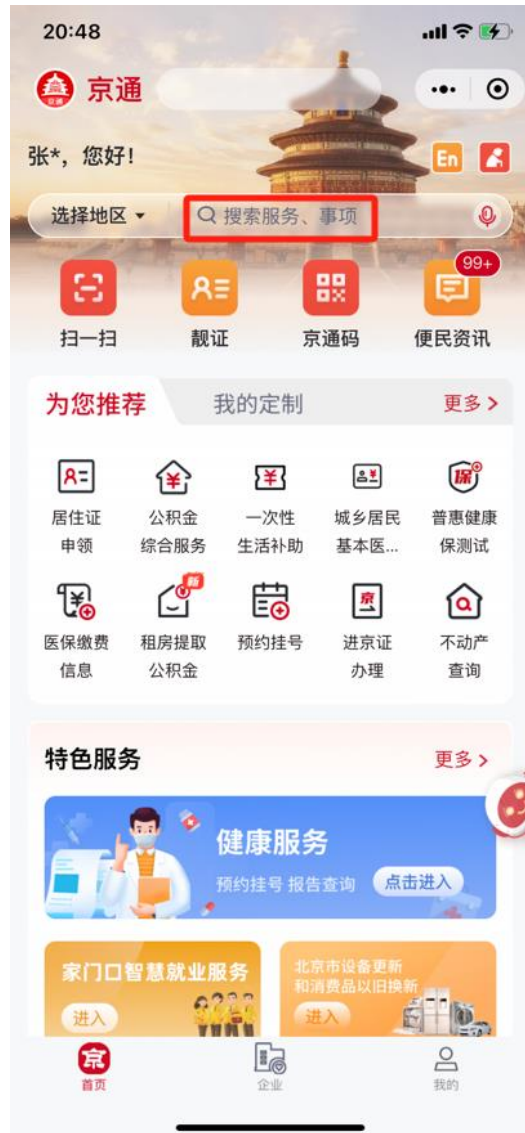 20:48
京通
京通
张*，您好！
En
选择地区
搜索服务、事项
99+
扫一扫 靓证 京通码 便民资讯
为您推荐 我的定制 更多 >
保
居住证 公积金 一次性 城乡居民 普惠健康
申领 综合服务 生活补助 基本医... 保测试
新
京
医保缴费 租房提取 预约挂号 进京证 不动产
信息 公积金 办理 查询
特色服务 更多 >
健康服务
预约挂号 报告查询 点击进入
家门口智慧就业服务
进入
北京市设备更新
和消费品以旧换新
进入
京
首页 企业 我的